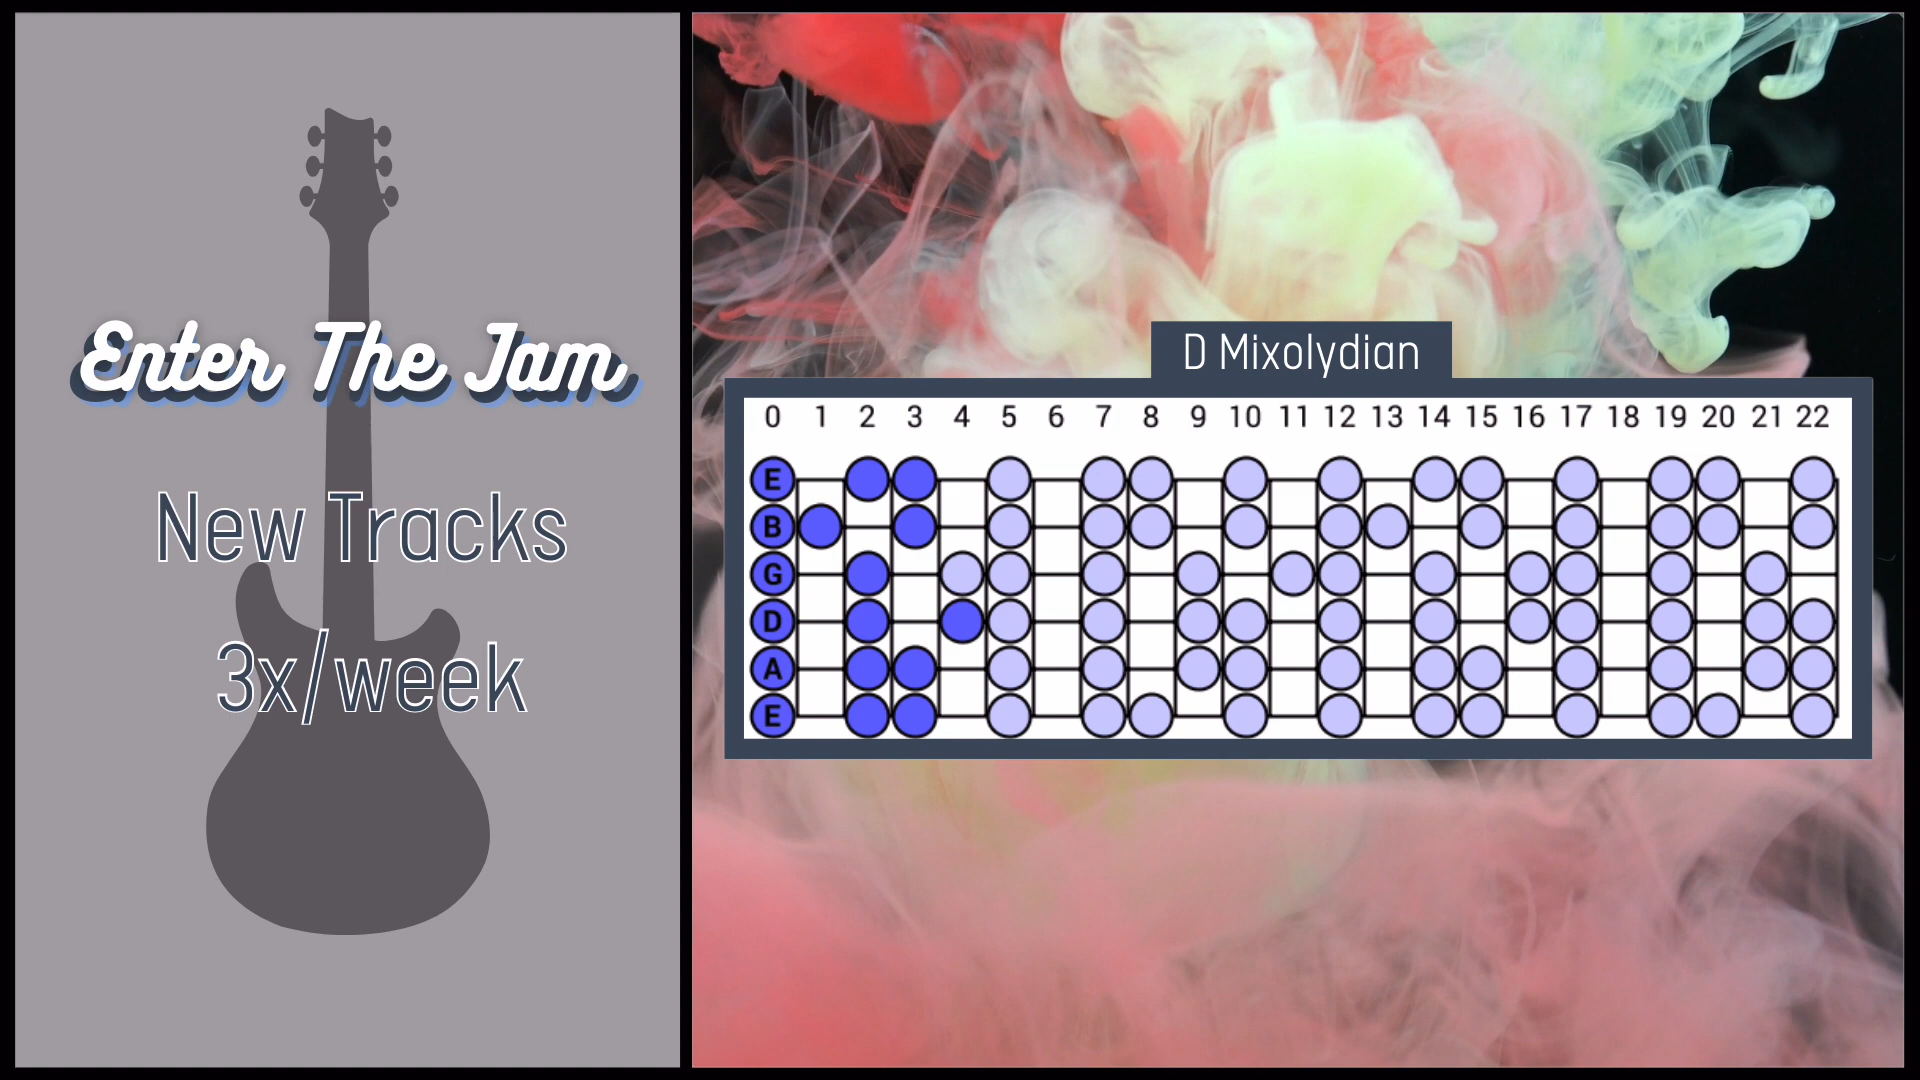 Enter The Jam
New Tracks
3x/week
D Mixolydian
0 1 2 3 4 5 6 7 8 9 10 11 12 13 14 15 16 17 18 19 20 21 22
E
B
G
D
A
E